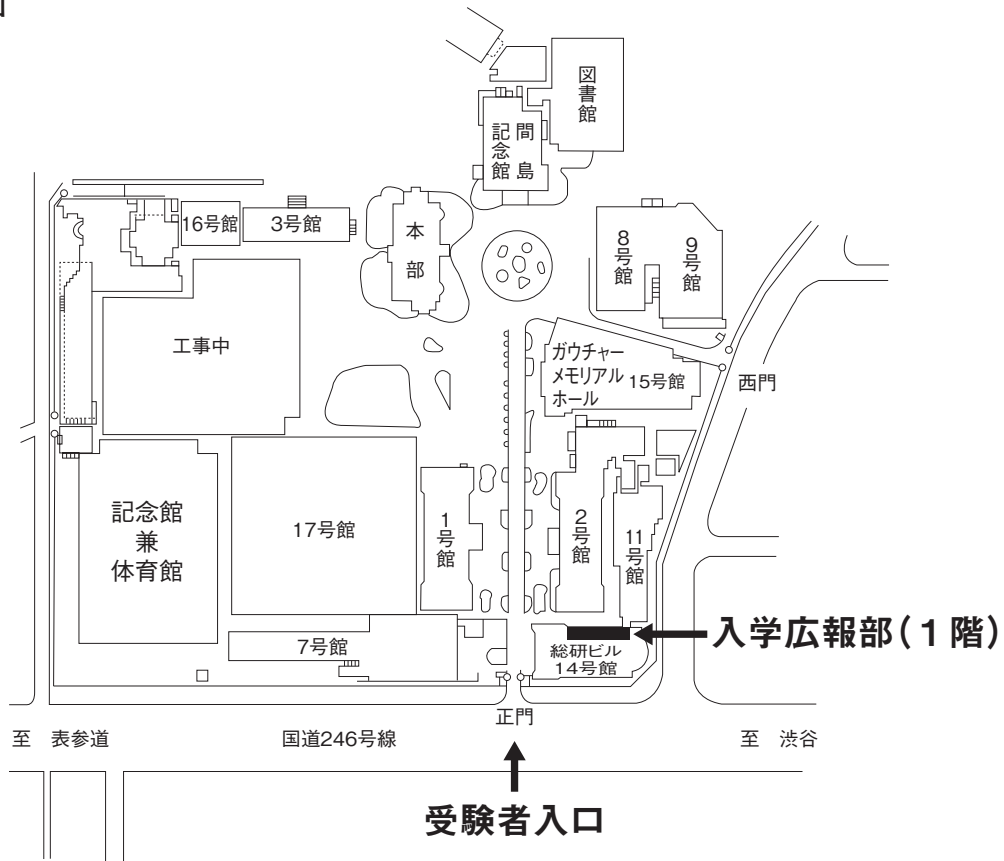 図書館
間島
記念館
16号館
3号館
本部
8号館
9号館
工事中
ガウチャー
メモリアル
ホール
15号館
西門
記念館
兼
体育館
17号館
1号館
2号館
11号館
7号館
総研ビル
14号館
入学広報部(1階)
正門
至 表参道
国道246号線
至 渋谷
受験者入口